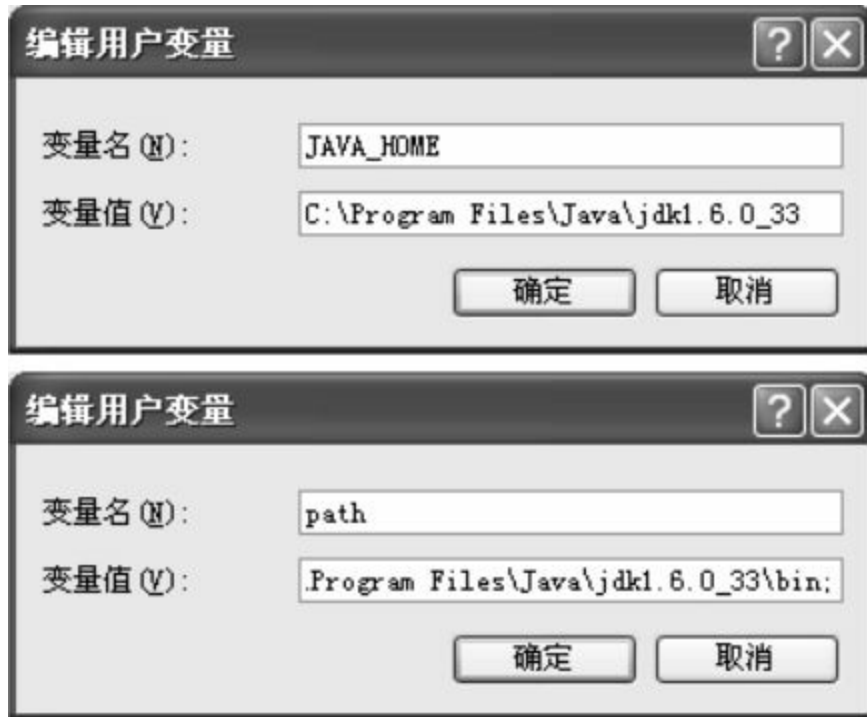 编辑用户变量
变量名(N): JAVA_HOME
变量值(V): C:\Program Files\Java\jdk1.6.0_33
确定 取消
编辑用户变量
变量名(N): path
变量值(V): Program Files\Java\jdk1.6.0_33\bin;
确定 取消